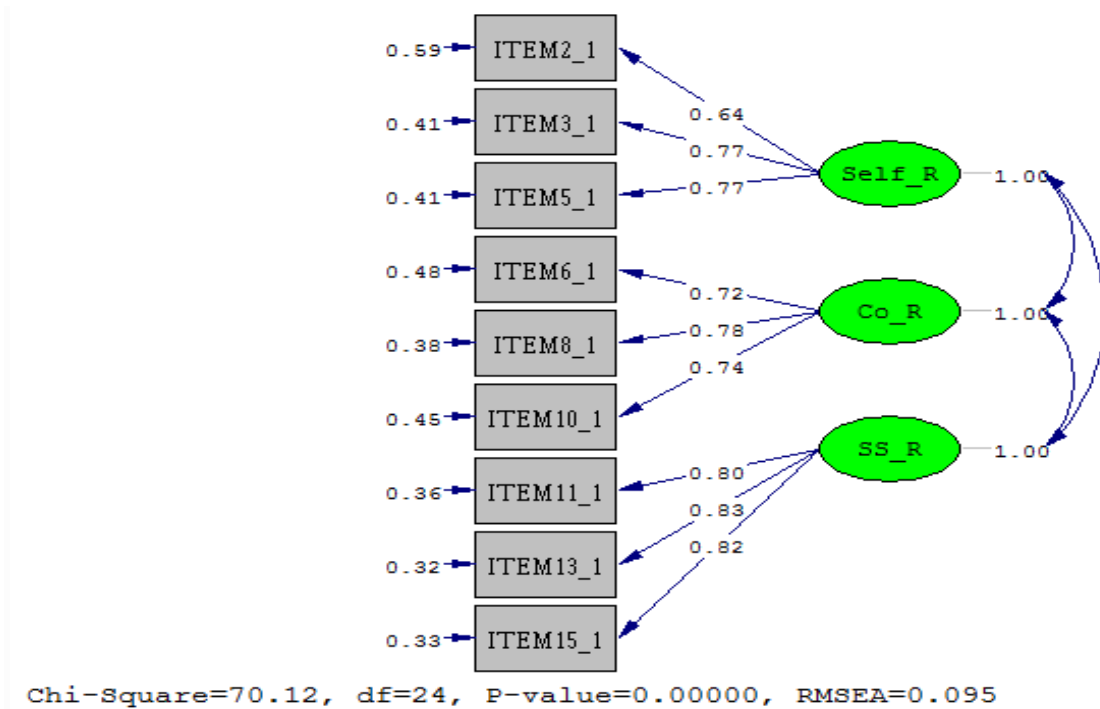 0.59 ITEM2_1
0.64
0.41 ITEM3_1
0.77
Self_R 1.00
0.77
0.41 ITEM5_1
0.48 ITEM6_1
0.72
Co_R 1.00
0.78
0.38 ITEM8_1
0.74
0.45 ITEM10_1
SS_R 1.00
0.80
0.36 ITEM11_1
0.83
0.82
0.32 ITEM13_1
0.33 ITEM15_1
Chi-Square=70.12, df=24, P-value=0.00000, RMSEA=0.095